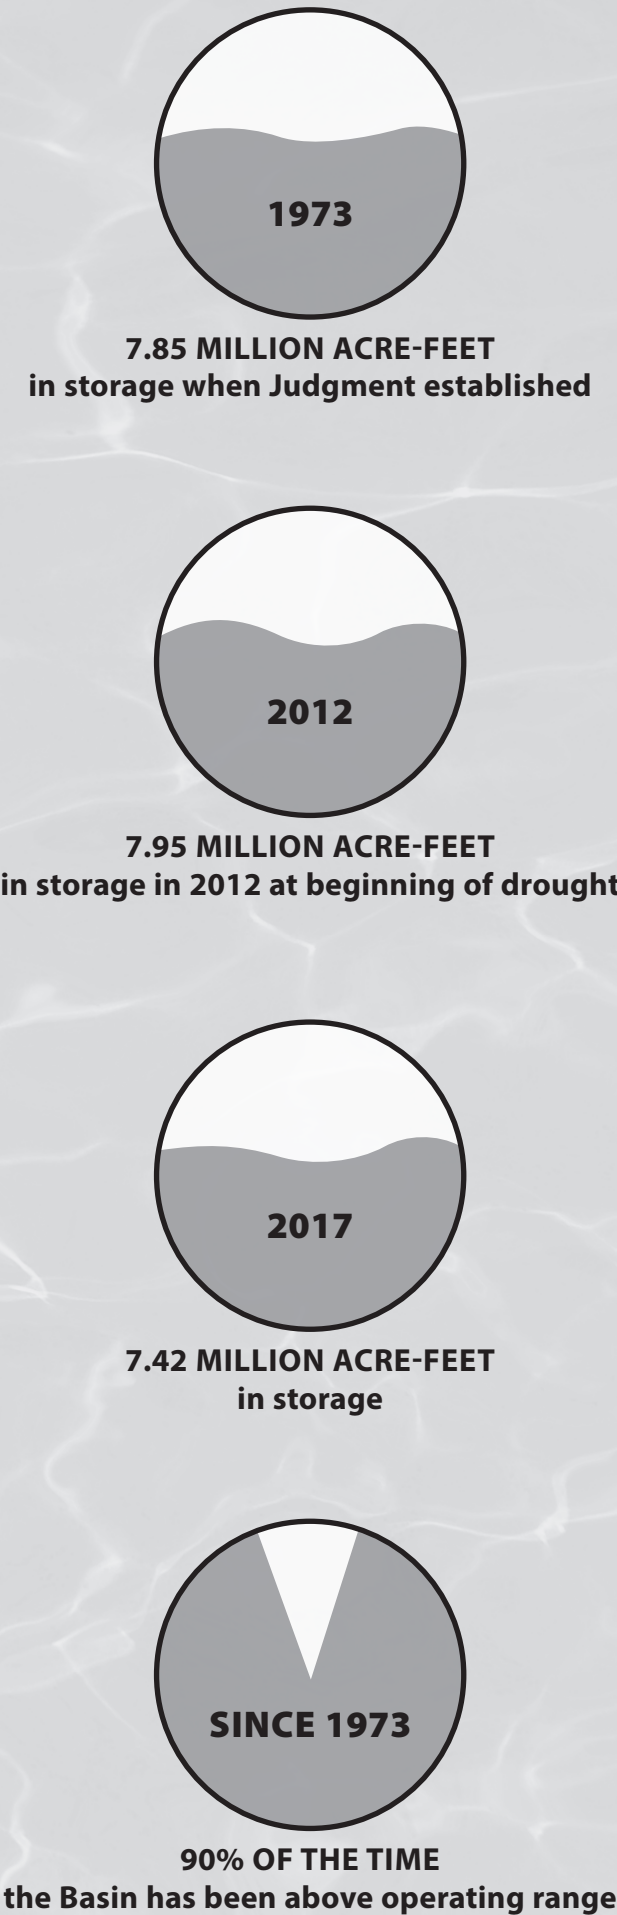 1973
7.85 MILLION ACRE-FEET
in storage when Judgment established
2012
7.95 MILLION ACRE-FEET
in storage in 2012 at beginning of drought
2017
7.42 MILLION ACRE-FEET
in storage
SINCE 1973
90% OF THE TIME
the Basin has been above operating range